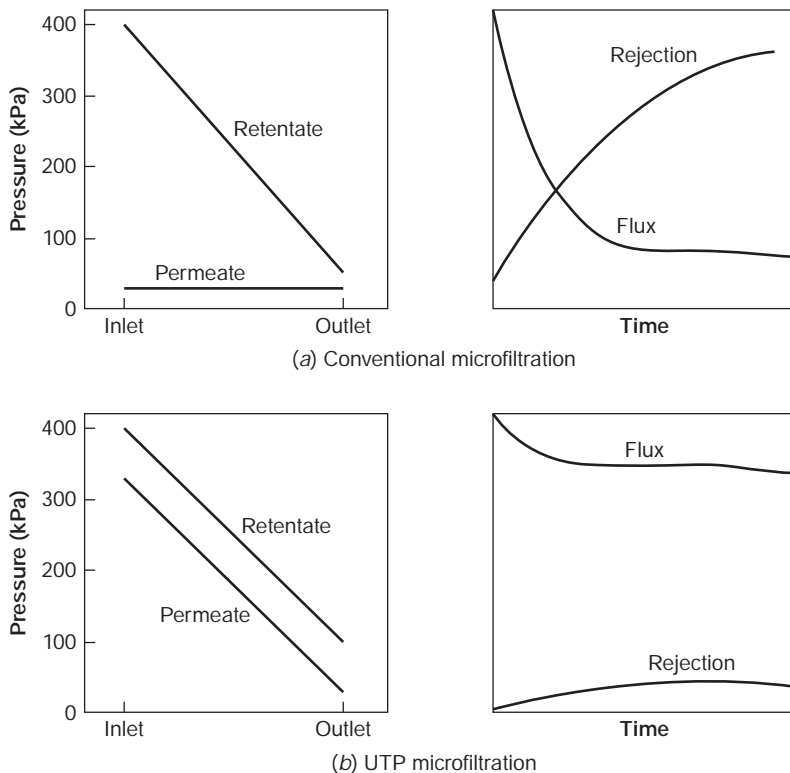 Pressure (kPa)
400
300
200
100
0
Retentate
Permeate
Inlet
Outlet
Rejection
Flux
Time
(a) Conventional microfiltration
Pressure (kPa)
400
300
200
100
0
Retentate
Permeate
Inlet
Outlet
Flux
Rejection
Time
(b) UTP microfiltration